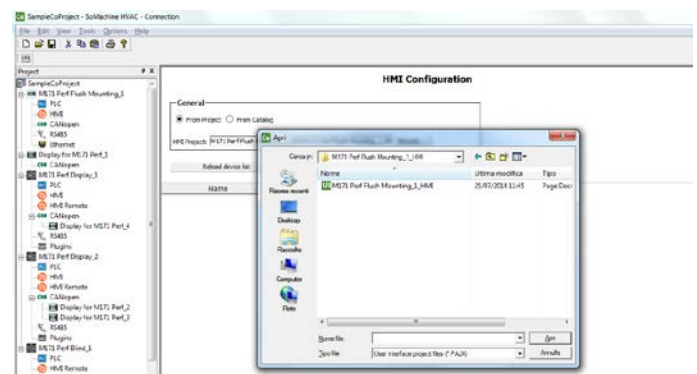 SampleCoProject - SoMachine HVAC - Connection
File Edit View Tools Options Help
Project
SampleCoProject
M171 Perf Flush Mounting_1
PLC
HMI
CANopen
RS485
Ethernet
Display for M171 Perf_1
CANopen
M171 Perf Display_1
PLC
HMI
HMI Remote
CANopen
Display for M171 Perf_4
RS485
Plugins
M171 Perf Display_2
PLC
HMI
HMI Remote
CANopen
Display for M171 Perf_2
Display for M171 Perf_3
RS485
Plugins
M171 Perf Blind_1
PLC
HMI Remote
HMI Configuration
General
From Project
From Catalog
HMI Projects
M171 Perf Flush
Reload device list
Name
Apri
Cerca in:
M171 Perf Flush Mounting_1_HMI
Nome
Ultima modifica
Tipo
M171 Perf Flush Mounting_1_HMI
25/07/2014 11:45
Page Doc
Risorse recenti
Desktop
Raccolte
Computer
Rete
Nome file:
Apri
Tipo file:
User Interface project files (*.PAJX)
Annulla